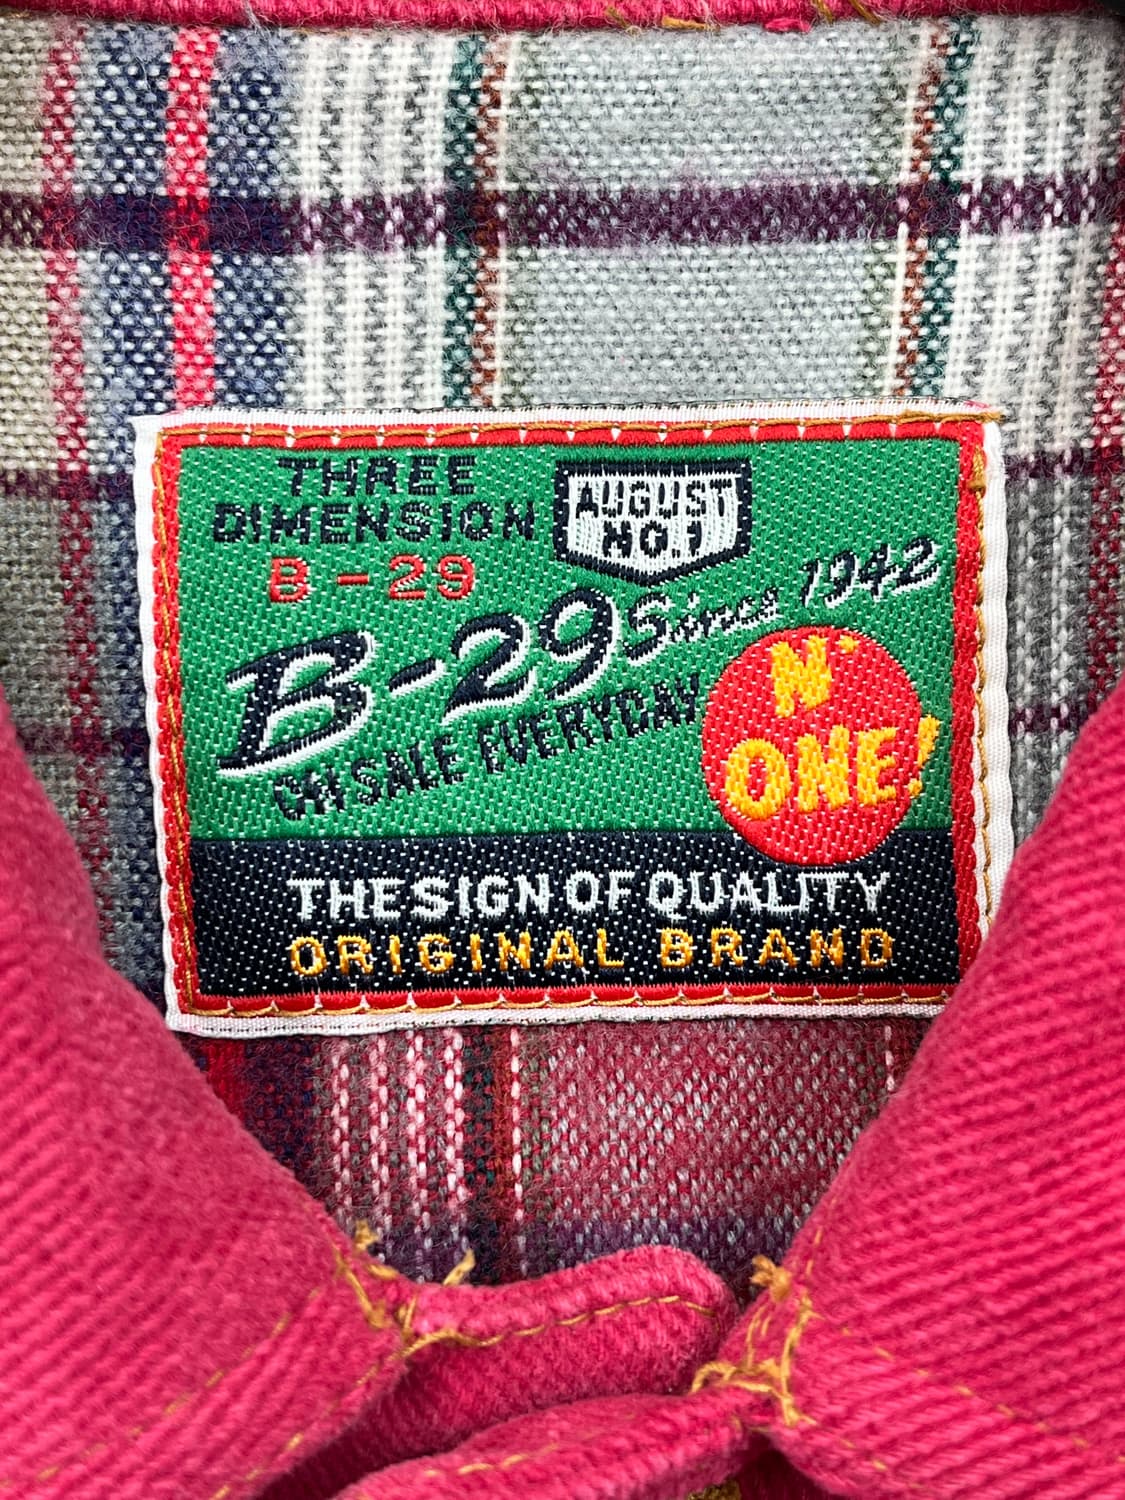 THREE
DIMENSION
B-29
AUGUST
NO.1
B-29 Since 1942
ON SALE EVERYDAY
N·
ONE!
THE SIGN OF QUALITY
ORIGINAL BRAND